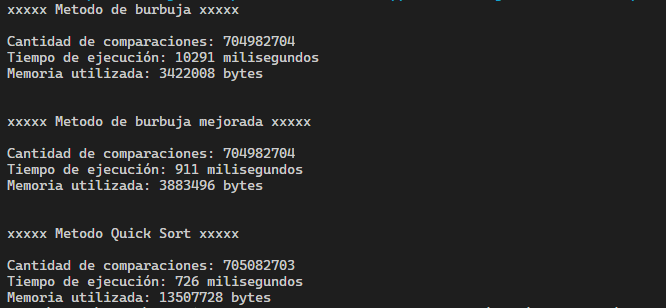 xxxxx Metodo de burbuja xxxxx
Cantidad de comparaciones: 704982704
Tiempo de ejecución: 10291 milisegundos
Memoria utilizada: 3422008 bytes
xxxxx Metodo de burbuja mejorada xxxxx
Cantidad de comparaciones: 704982704
Tiempo de ejecución: 911 milisegundos
Memoria utilizada: 3883496 bytes
xxxxx Metodo Quick Sort xxxxx
Cantidad de comparaciones: 705082703
Tiempo de ejecución: 726 milisegundos
Memoria utilizada: 13507728 bytes